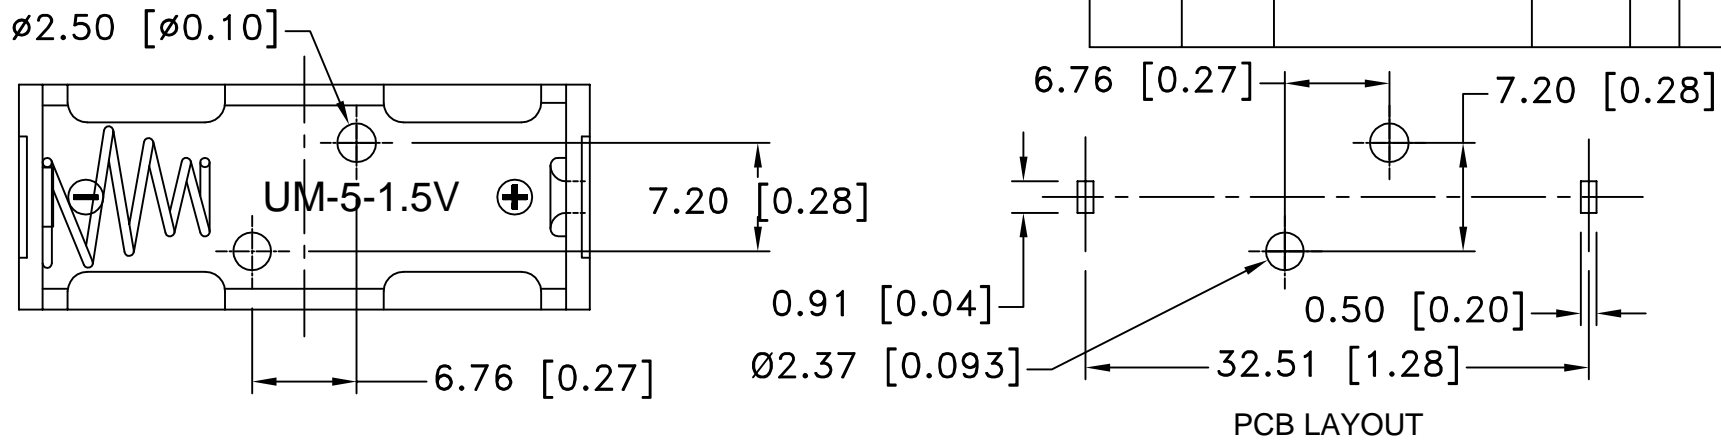 ø2.50 [ø0.10]
UM-5-1.5V
7.20 [0.28]
6.76 [0.27]
6.76 [0.27]
7.20 [0.28]
0.91 [0.04]
0.50 [0.20]
Ø2.37 [0.093]
32.51 [1.28]
PCB LAYOUT